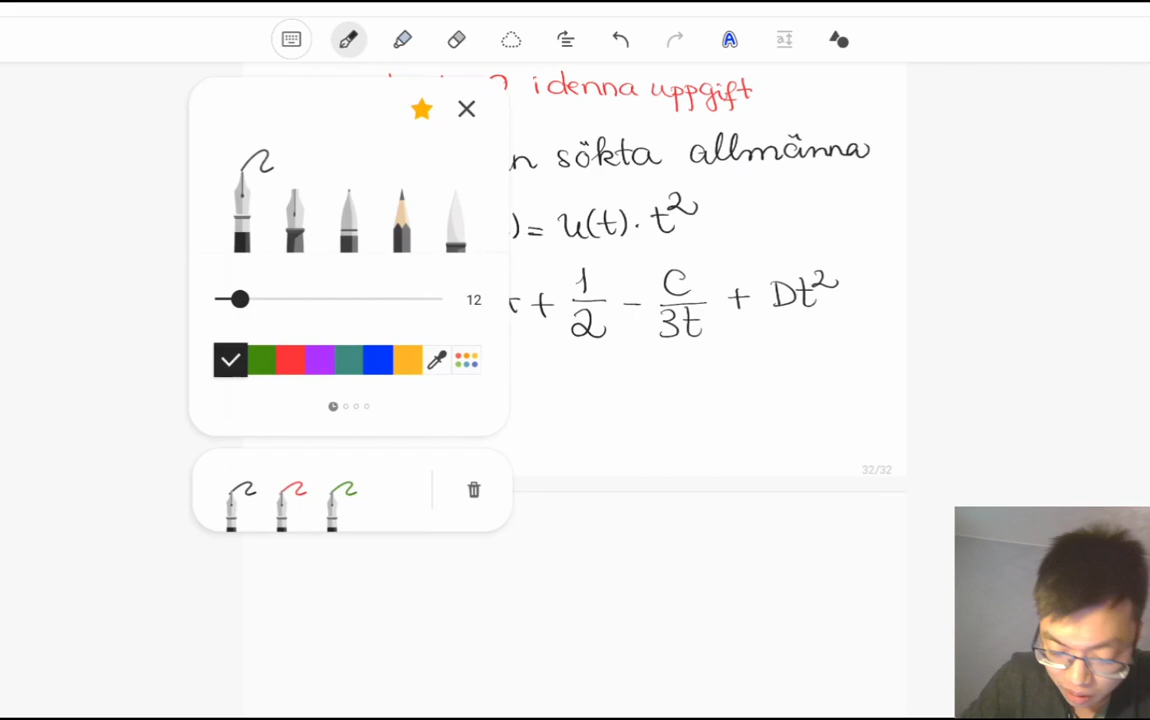 i denna uppgift
12
n sökta allmänna
) = u(t) · t²
+ 1/2 - C/3t + Dt²
32/32